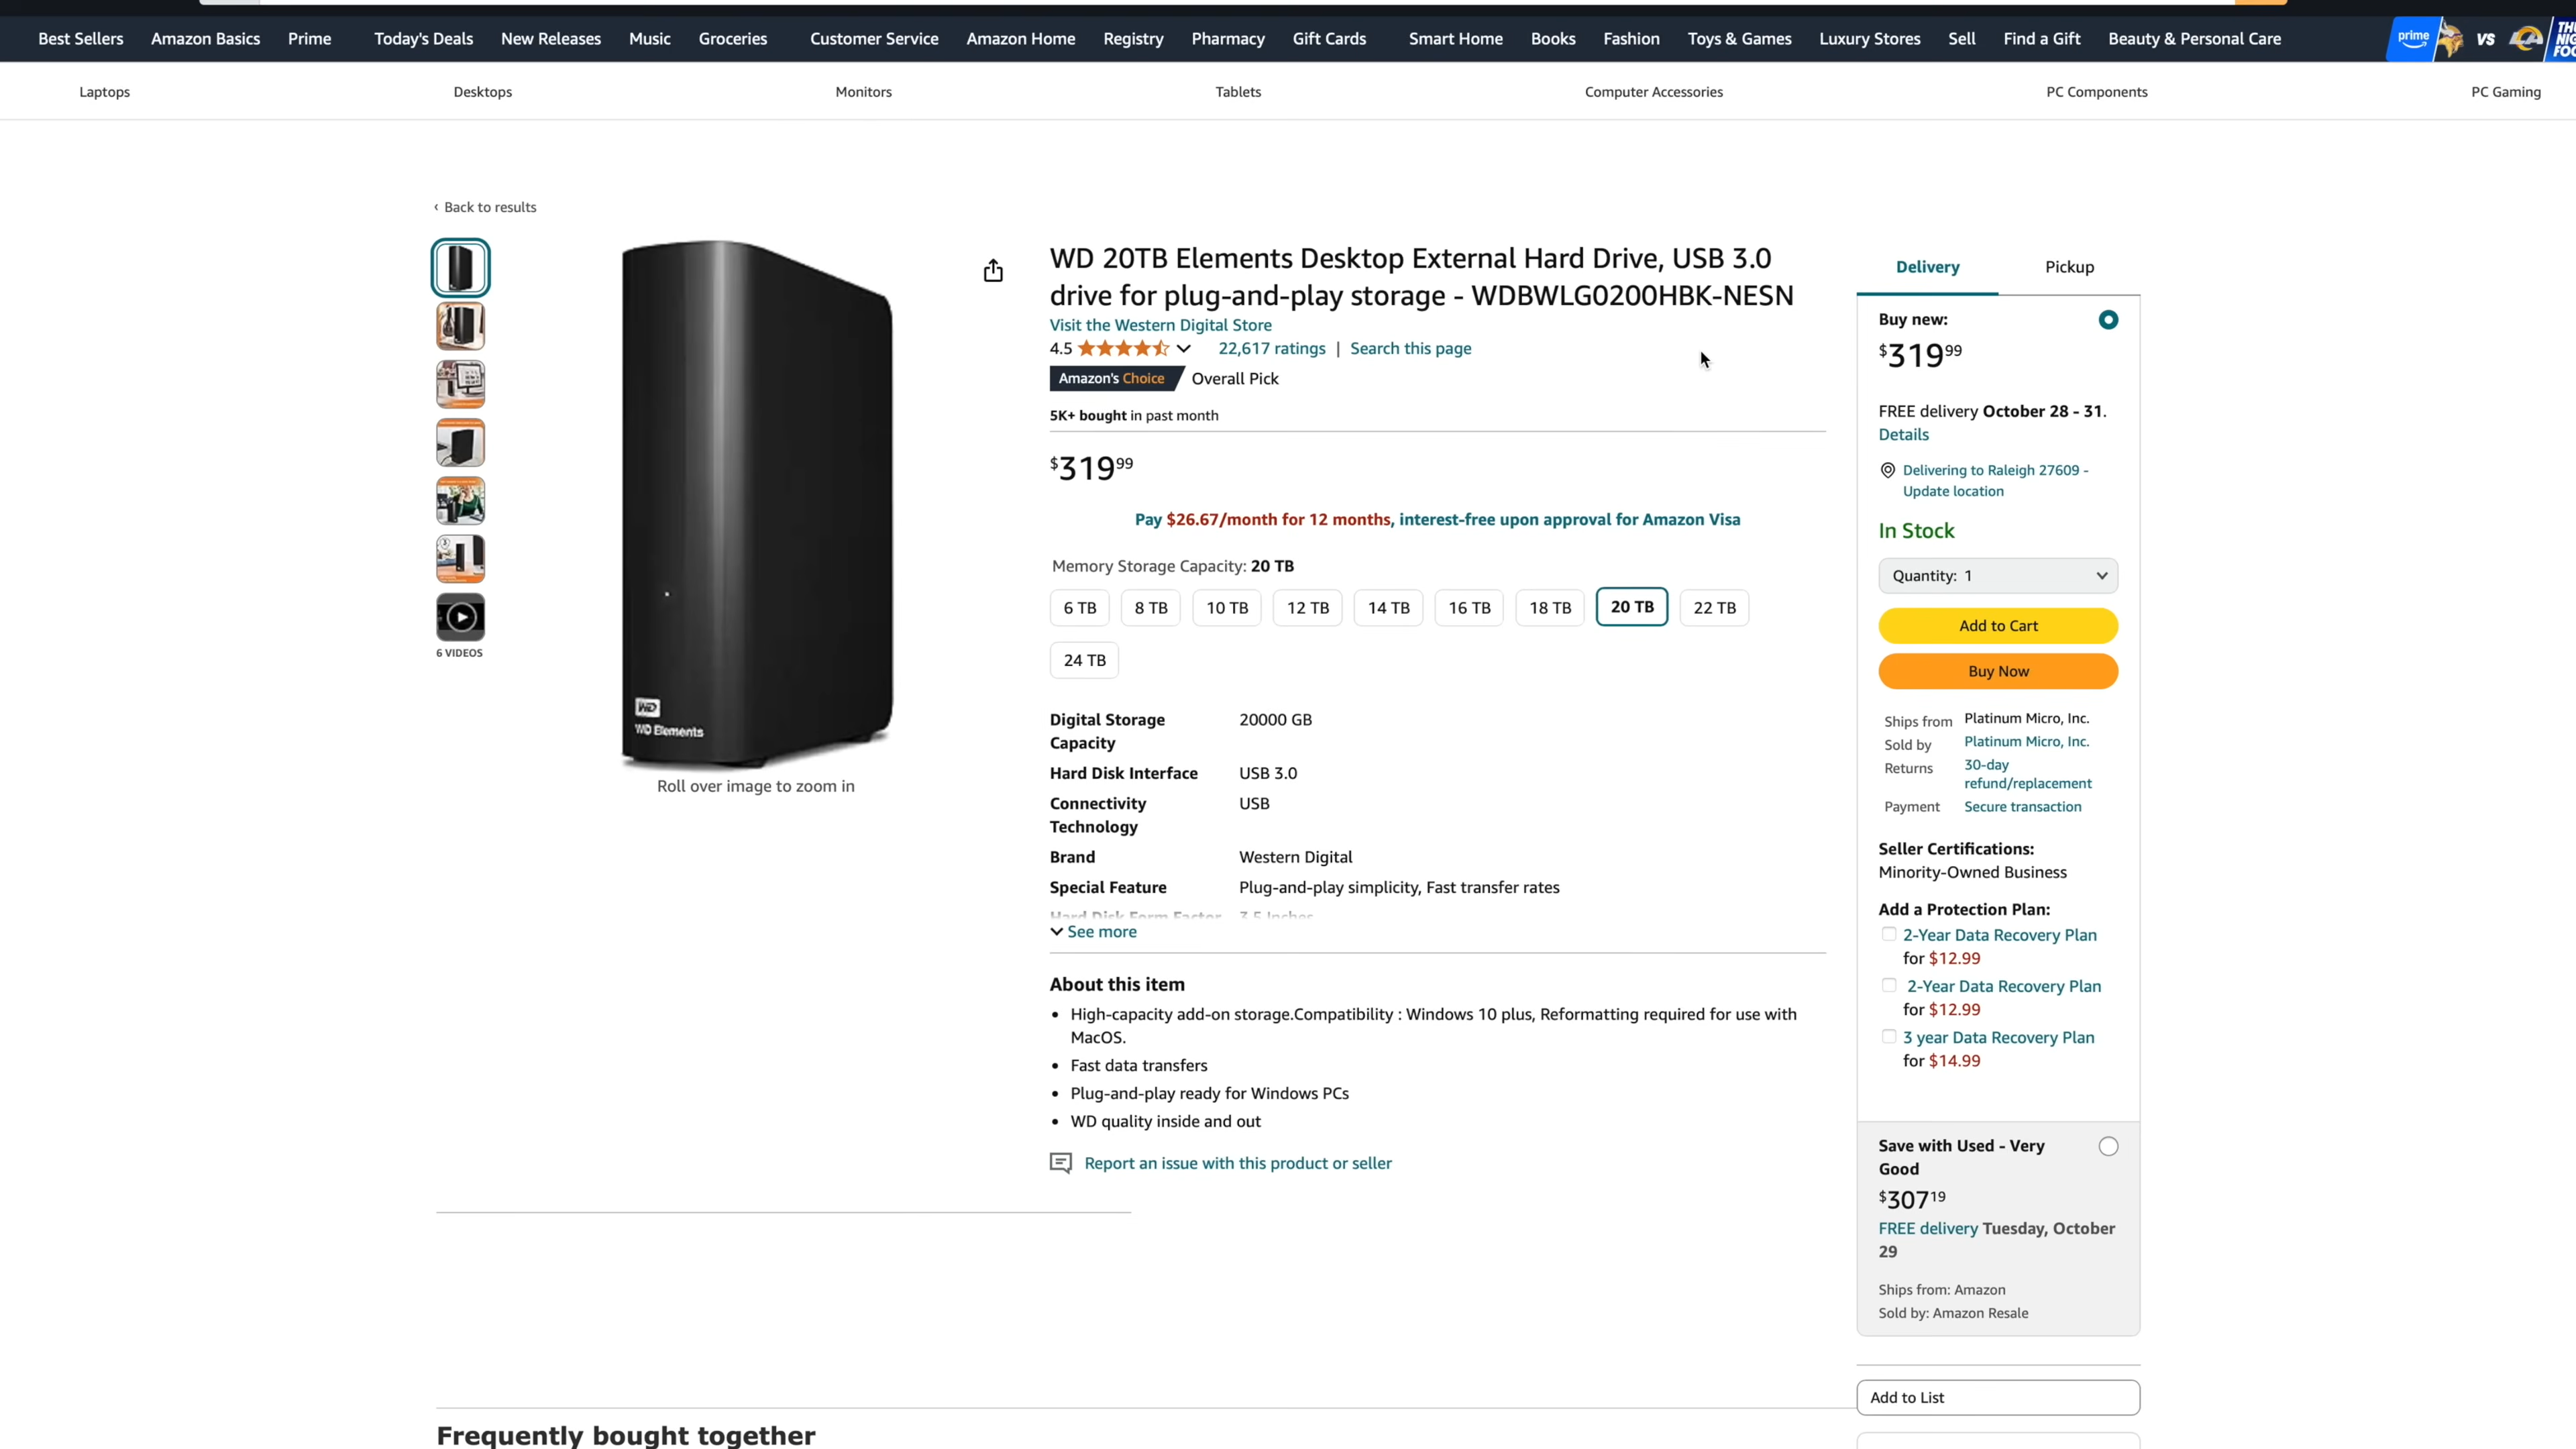 Best Sellers Amazon Basics Prime Today's Deals New Releases Music Groceries Customer Service Amazon Home Registry Pharmacy Gift Cards Smart Home Books Fashion Toys & Games Luxury Stores Sell Find a Gift Beauty & Personal Care prime VS
Laptops Desktops Monitors Tablets Computer Accessories PC Components PC Gaming
‹ Back to results
6 VIDEOS
WD
WD Elements
Roll over image to zoom in
WD 20TB Elements Desktop External Hard Drive, USB 3.0
drive for plug-and-play storage - WDBWLG0200HBK-NESN
Visit the Western Digital Store
4.5 22,617 ratings | Search this page
Amazon's Choice Overall Pick
5K+ bought in past month
$319 99
Pay $26.67/month for 12 months, interest-free upon approval for Amazon Visa
Memory Storage Capacity: 20 TB
6 TB 8 TB 10 TB 12 TB 14 TB 16 TB 18 TB 20 TB 22 TB
24 TB
Digital Storage 20000 GB
Capacity
Hard Disk Interface USB 3.0
Connectivity USB
Technology
Brand Western Digital
Special Feature Plug-and-play simplicity, Fast transfer rates
Hard Disk Form Factor 3.5 Inches
See more
About this item
• High-capacity add-on storage.Compatibility : Windows 10 plus, Reformatting required for use with
MacOS.
• Fast data transfers
• Plug-and-play ready for Windows PCs
• WD quality inside and out
Report an issue with this product or seller
Delivery Pickup
Buy new:
$319 99
FREE delivery October 28 - 31.
Details
Delivering to Raleigh 27609 -
Update location
In Stock
Quantity: 1
Add to Cart
Buy Now
Ships from Platinum Micro, Inc.
Sold by Platinum Micro, Inc.
Returns 30-day
refund/replacement
Payment Secure transaction
Seller Certifications:
Minority-Owned Business
Add a Protection Plan:
2-Year Data Recovery Plan
for $12.99
2-Year Data Recovery Plan
for $12.99
3 year Data Recovery Plan
for $14.99
Save with Used - Very
Good
$307 19
FREE delivery Tuesday, October
29
Ships from: Amazon
Sold by: Amazon Resale
Add to List
Frequently bought together